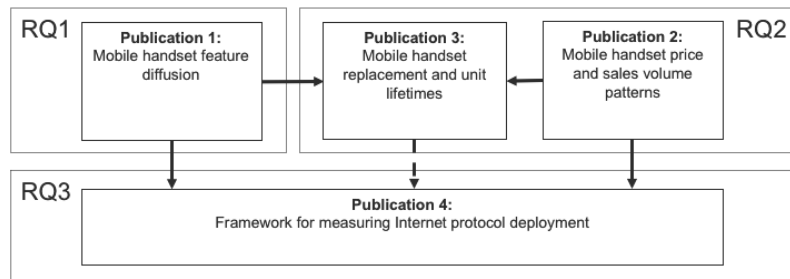 RQ1
Publication 1:
Mobile handset feature
diffusion
Publication 3:
Mobile handset
replacement and unit
lifetimes
Publication 2:
Mobile handset price
and sales volume
patterns
RQ2
RQ3
Publication 4:
Framework for measuring Internet protocol deployment